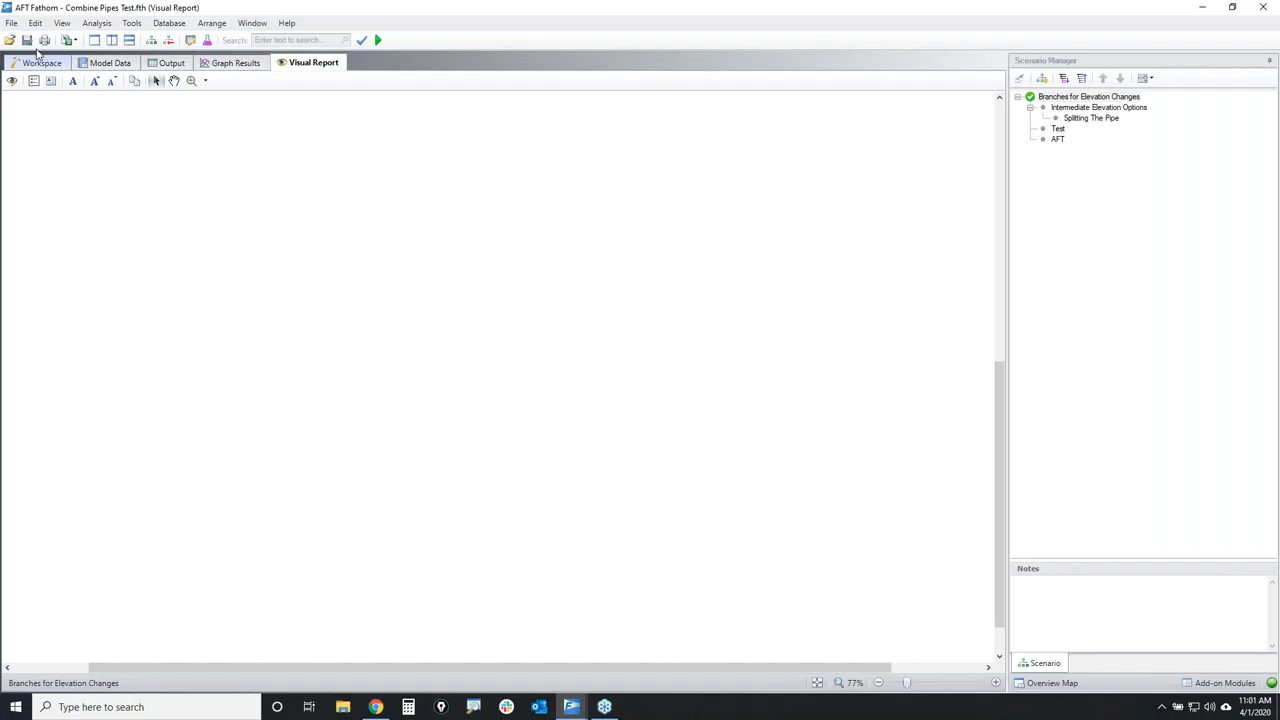 AFT Fathom - Combine Pipes Test.fth (Visual Report)
File Edit View Analysis Tools Database Arrange Window Help
Search: Enter text to search...
Workspace Model Data Output Graph Results Visual Report
Scenario Manager
Branches for Elevation Changes
Intermediate Elevation Options
Splitting The Pipe
Test
AFT
Notes
Scenario
Branches for Elevation Changes 77% Overview Map Add-on Modules
Type here to search
11:01 AM
4/1/2020